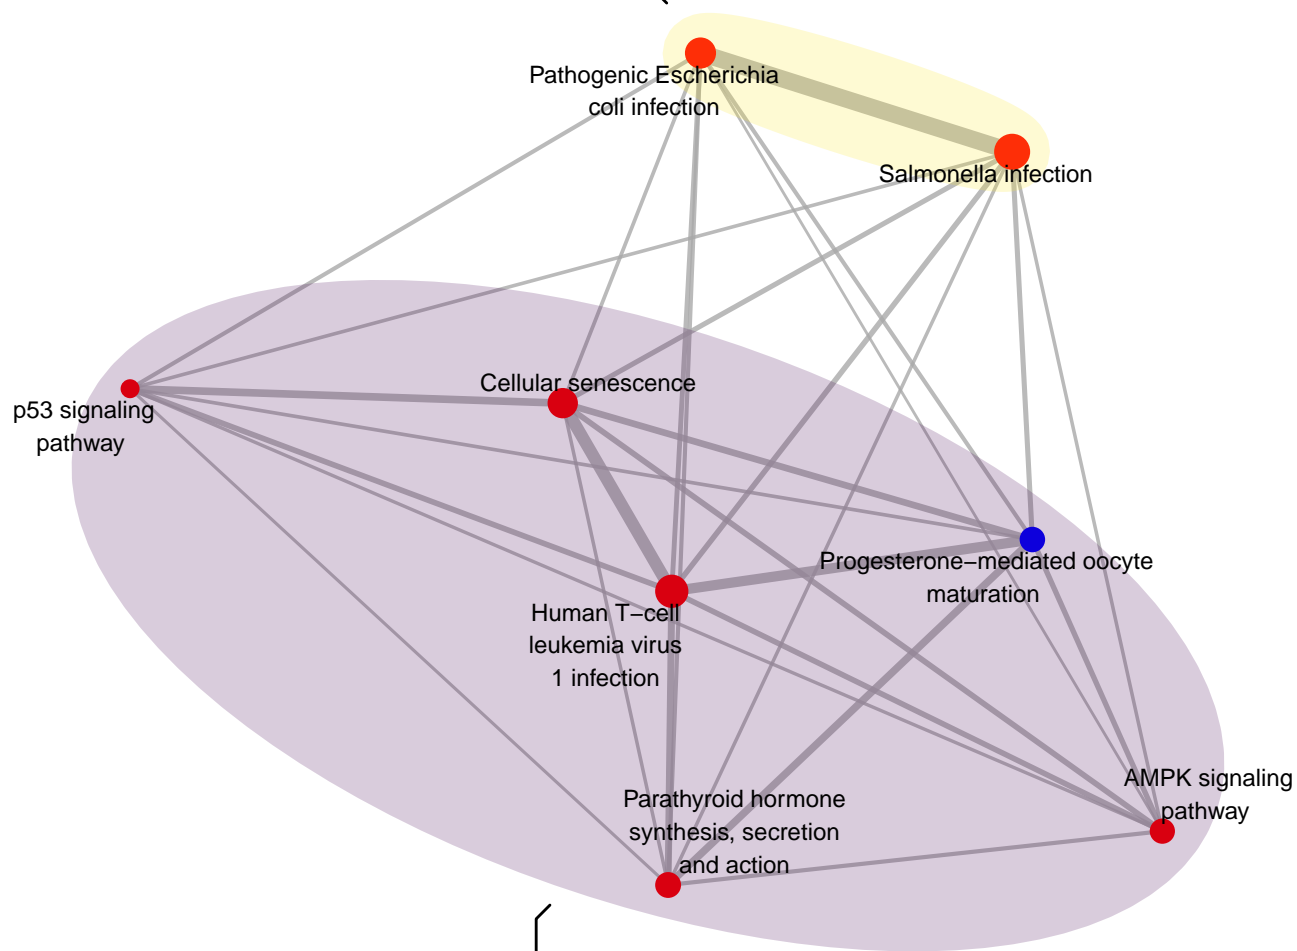 Pathogenic Escherichia
coli infection
Salmonella infection
Cellular senescence
p53 signaling
pathway
Progesterone−mediated oocyte
maturation
Human T−cell
leukemia virus
1 infection
AMPK signaling
pathway
Parathyroid hormone
synthesis, secretion
and action